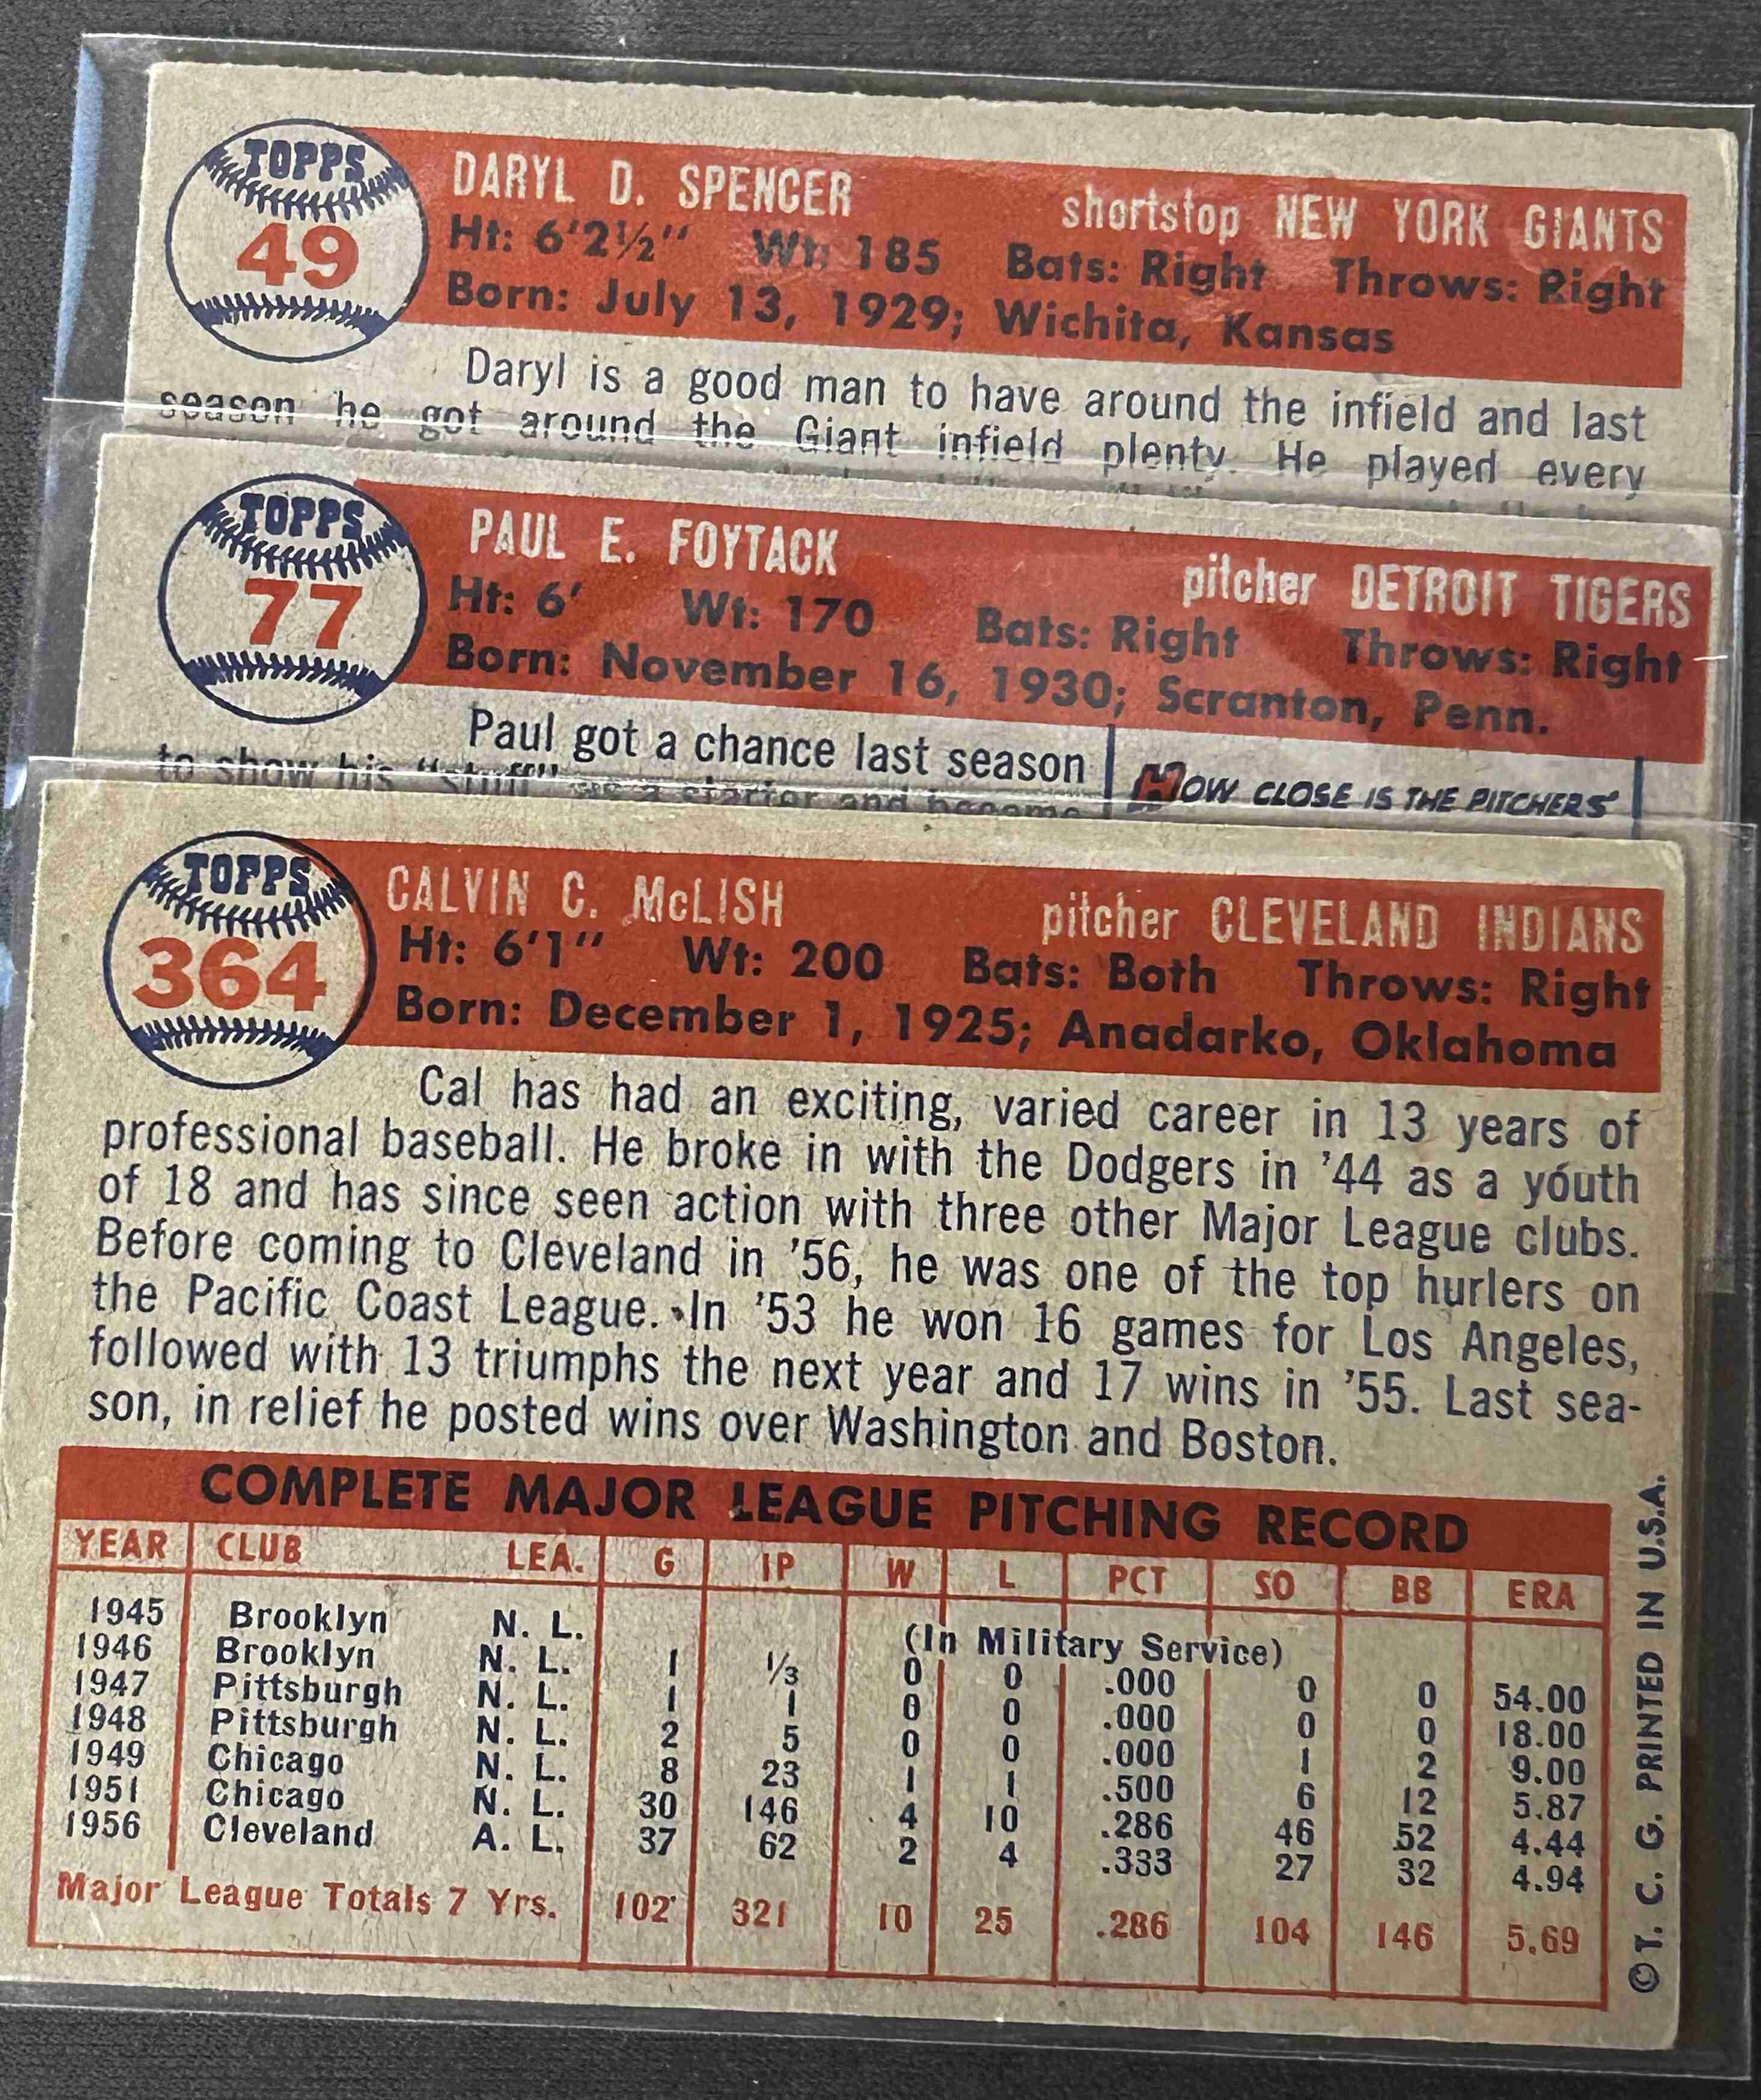 TOPPS
49
DARYL D. SPENCER shortstop NEW YORK GIANTS
Ht: 6'2½" Wt: 185 Bats: Right Throws: Right
Born: July 13, 1929; Wichita, Kansas
Daryl is a good man to have around the infield and last
season he got around the Giant infield plenty. He played every
TOPPS
77
PAUL E. FOYTACK pitcher DETROIT TIGERS
Ht: 6' Wt: 170 Bats: Right Throws: Right
Born: November 16, 1930; Scranton, Penn.
Paul got a chance last season
to show his "stuff" as a starter and became
HOW CLOSE IS THE PITCHERS'
TOPPS
364
CALVIN C. McLISH pitcher CLEVELAND INDIANS
Ht: 6'1" Wt: 200 Bats: Both Throws: Right
Born: December 1, 1925; Anadarko, Oklahoma
Cal has had an exciting, varied career in 13 years of
professional baseball. He broke in with the Dodgers in '44 as a youth
of 18 and has since seen action with three other Major League clubs.
Before coming to Cleveland in '56, he was one of the top hurlers on
the Pacific Coast League. In '53 he won 16 games for Los Angeles,
followed with 13 triumphs the next year and 17 wins in '55. Last sea-
son, in relief he posted wins over Washington and Boston.
COMPLETE MAJOR LEAGUE PITCHING RECORD
YEAR CLUB LEA. G IP W L PCT SO BB ERA
1945 Brooklyn N. L. (In Military Service)
1946 Brooklyn N. L. 1 1/3 0 0 .000 0 0 54.00
1947 Pittsburgh N. L. 1 1 0 0 .000 0 0 18.00
1948 Pittsburgh N. L. 2 5 0 0 .000 1 2 9.00
1949 Chicago N. L. 8 23 1 1 .500 6 12 5.87
1951 Chicago N. L. 30 146 4 10 .286 46 52 4.44
1956 Cleveland A. L. 37 62 2 4 .333 27 32 4.94
Major League Totals 7 Yrs. 102 321 10 25 .286 104 146 5.69
© T. C. G. PRINTED IN U.S.A.